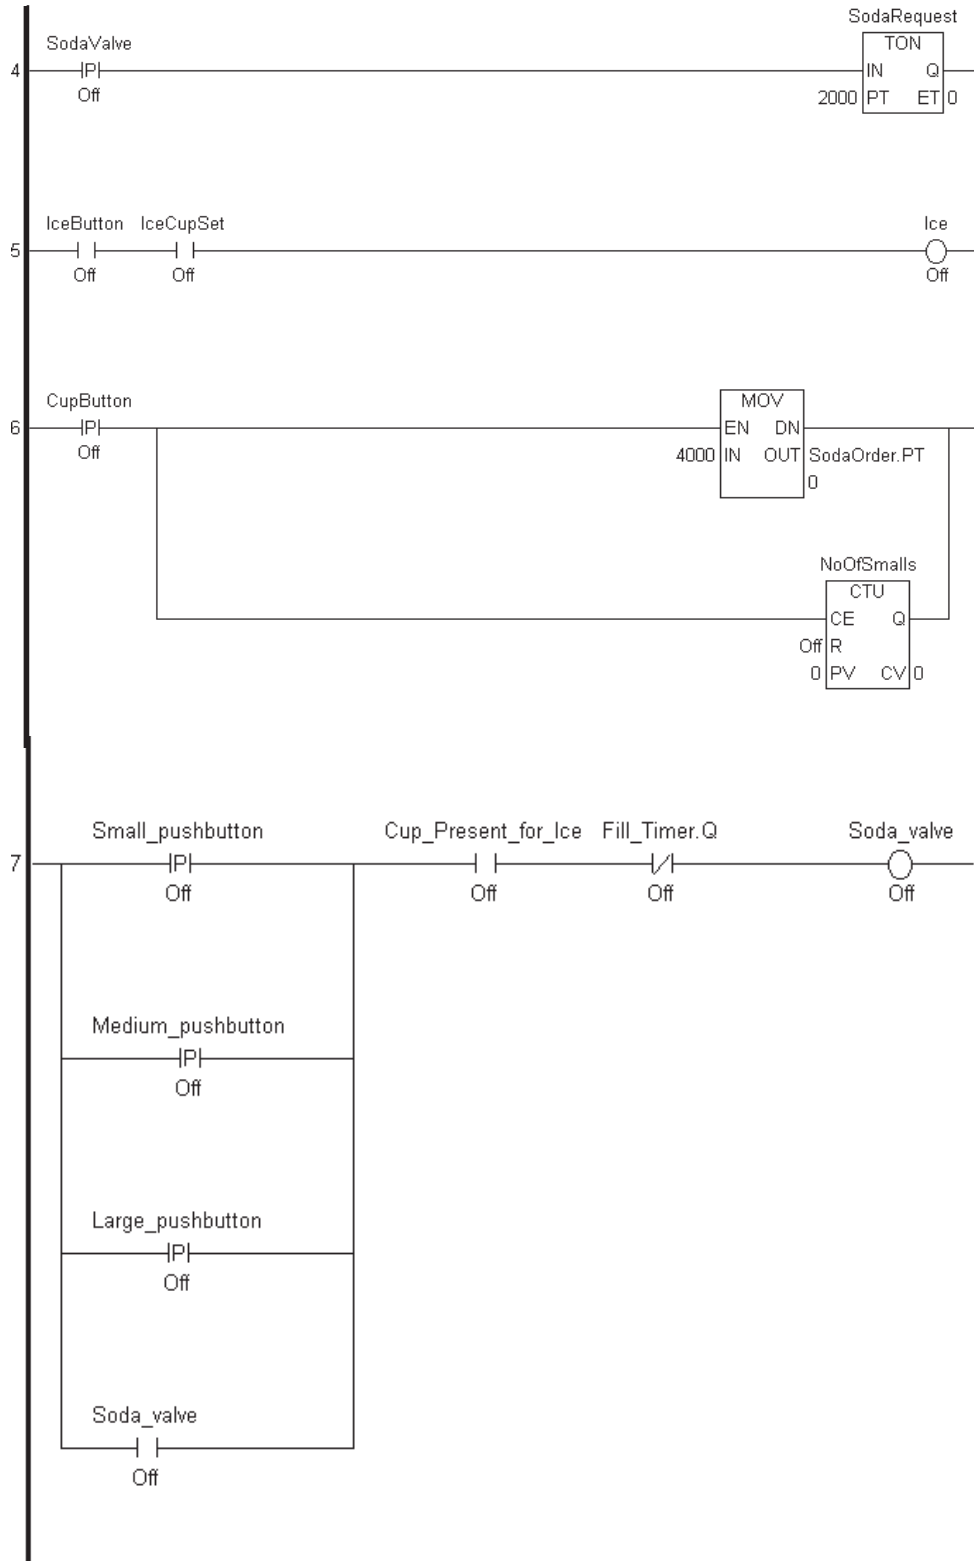 SodaRequest
SodaValve
TON
4
P
IN Q
Off
2000 PT ET 0
IceButton IceCupSet Ice
5
Off Off Off
CupButton
MOV
6
P
EN DN
Off
4000 IN OUT SodaOrder.PT
0
NoOfSmalls
CTU
CE Q
Off R
0 PV CV 0
Small_pushbutton Cup_Present_for_Ice Fill_Timer.Q Soda_valve
7
P
Off Off Off Off
Medium_pushbutton
P
Off
Large_pushbutton
P
Off
Soda_valve
Off